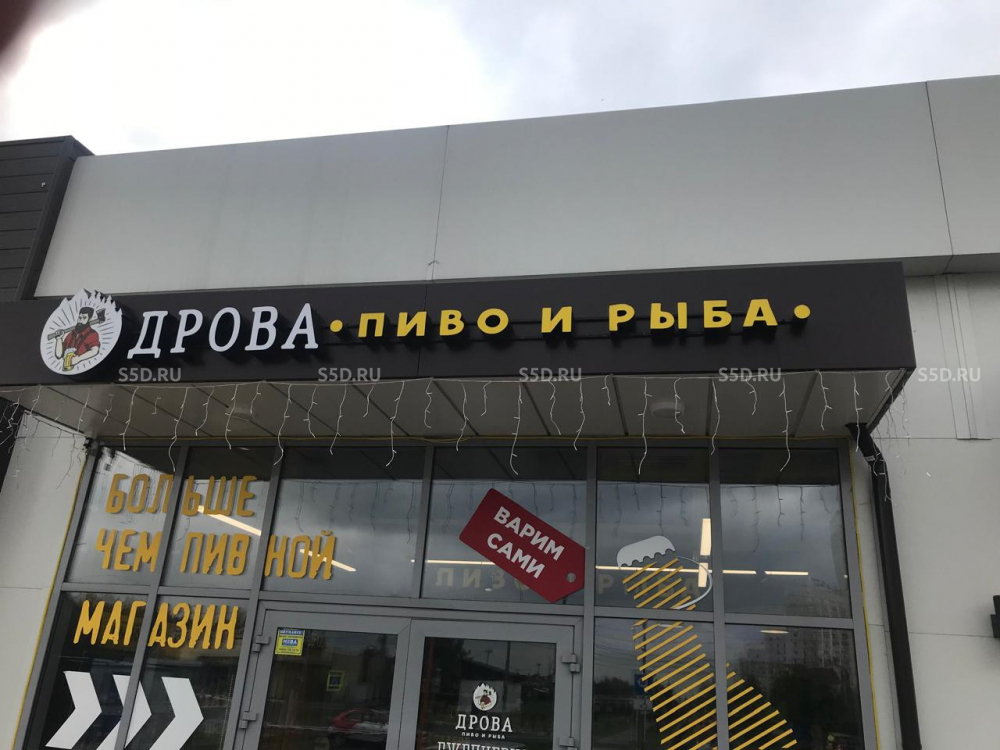 ДРОВА • ПИВО И РЫБА •
S5D.RU S5D.RU S5D.RU S5D.RU S5D.RU
БОЛЬШЕ
ЧЕМ ПИВНОЙ
МАГАЗИН
ВАРИМ
САМИ
ДРОВА
ПИВО И РЫБА